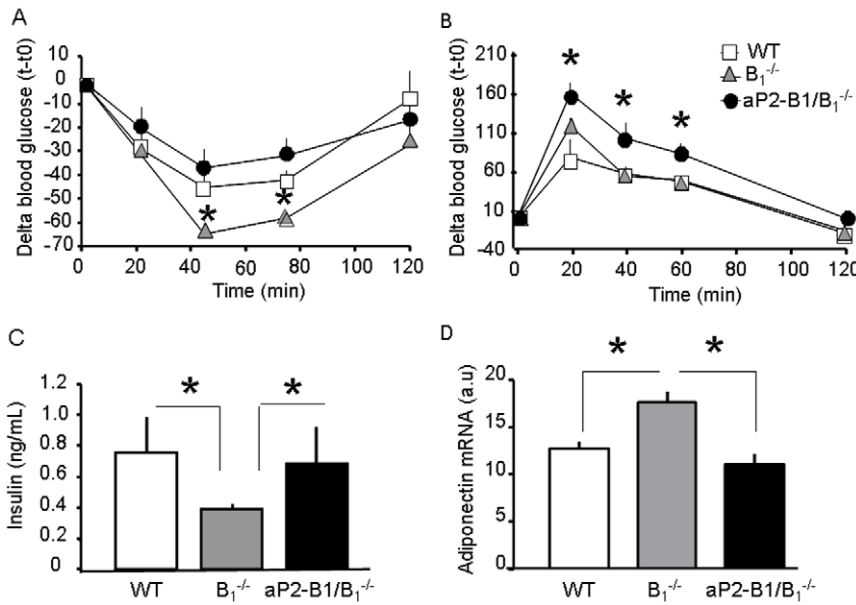 A
Delta blood glucose (t-t0)
10
0
-10
-20
-30
-40
-50
-60
-70
*
*
0
20
40
60
80
100
120
Time (min)
B
Delta blood glucose (t-t0)
210
160
110
60
10
-40
*
*
*
WT
B₁⁻/⁻
aP2-B1/B₁⁻/⁻
0
20
40
60
80
100
120
Time (min)
C
Insulin (ng/mL)
1.2
1.0
0.8
0.6
0.4
0.2
0
*
*
WT
B₁⁻/⁻
aP2-B1/B₁⁻/⁻
D
Adiponectin mRNA (a.u)
20
15
10
5
0
*
*
WT
B₁⁻/⁻
aP2-B1/B₁⁻/⁻